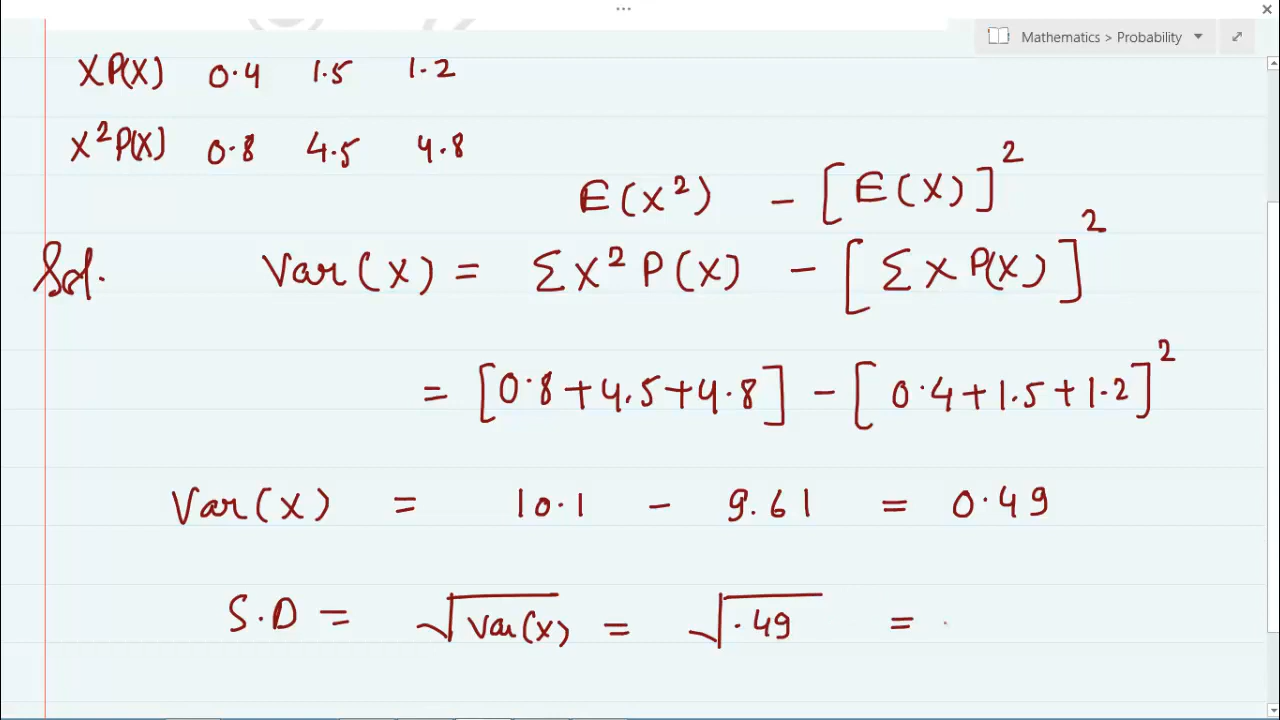 Mathematics > Probability
XP(X) 0.4 1.5 1.2
X²P(X) 0.8 4.5 4.8
E(X²) - [E(X)]²
Sol. Var(X) = ΣX²P(X) - [ΣXP(X)]²
= [0.8+4.5+4.8] - [0.4+1.5+1.2]²
Var(X) = 10.1 - 9.61 = 0.49
S.D = √Var(X) = √.49 =